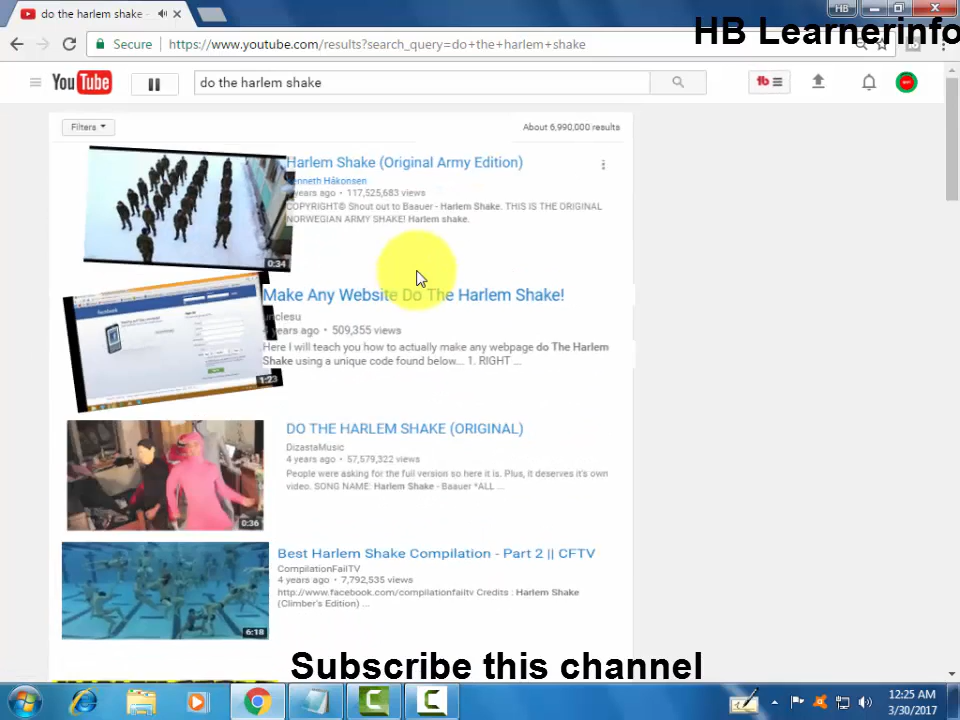 do the harlem shake -
HB
HB Learnerinfo
Secure
https://www.youtube.com/results?search_query=do+the+harlem+shake
YouTube
do the harlem shake
Filters
About 6,990,000 results
Harlem Shake (Original Army Edition)
Kenneth Håkonsen
years ago • 117,525,683 views
COPYRIGHT© Shout out to Baauer - Harlem Shake. THIS IS THE ORIGINAL
NORWEGIAN ARMY SHAKE! Harlem shake.
0:34
Make Any Website Do The Harlem Shake!
unclesu
4 years ago • 509,355 views
Here I will teach you how to actually make any webpage do The Harlem
Shake using a unique code found below.... 1. RIGHT ...
facebook
1:23
DO THE HARLEM SHAKE (ORIGINAL)
DizastaMusic
4 years ago • 57,579,322 views
People were asking for the full version so here it is. Plus, it deserves it's own
video. SONG NAME: Harlem Shake - Baauer *ALL ...
0:36
Best Harlem Shake Compilation - Part 2 || CFTV
CompilationFailTV
4 years ago • 7,792,535 views
http://www.facebook.com/compilationfailtv Credits : Harlem Shake
(Climber's Edition) ...
6:18
Subscribe this channel
12:25 AM
3/30/2017